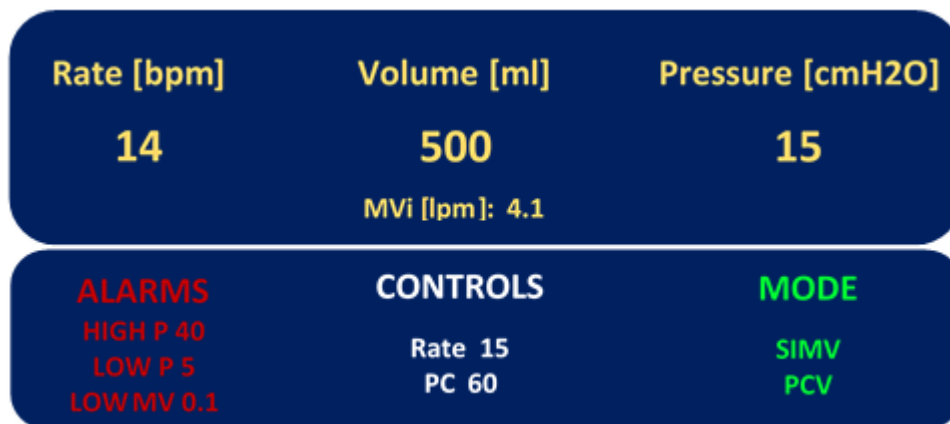 Rate [bpm] Volume [ml] Pressure [cmH2O]
14 500 15
MVi [lpm]: 4.1
ALARMS CONTROLS MODE
HIGH P 40
LOW P 5
LOW MV 0.1
Rate 15
PC 60
SIMV
PCV